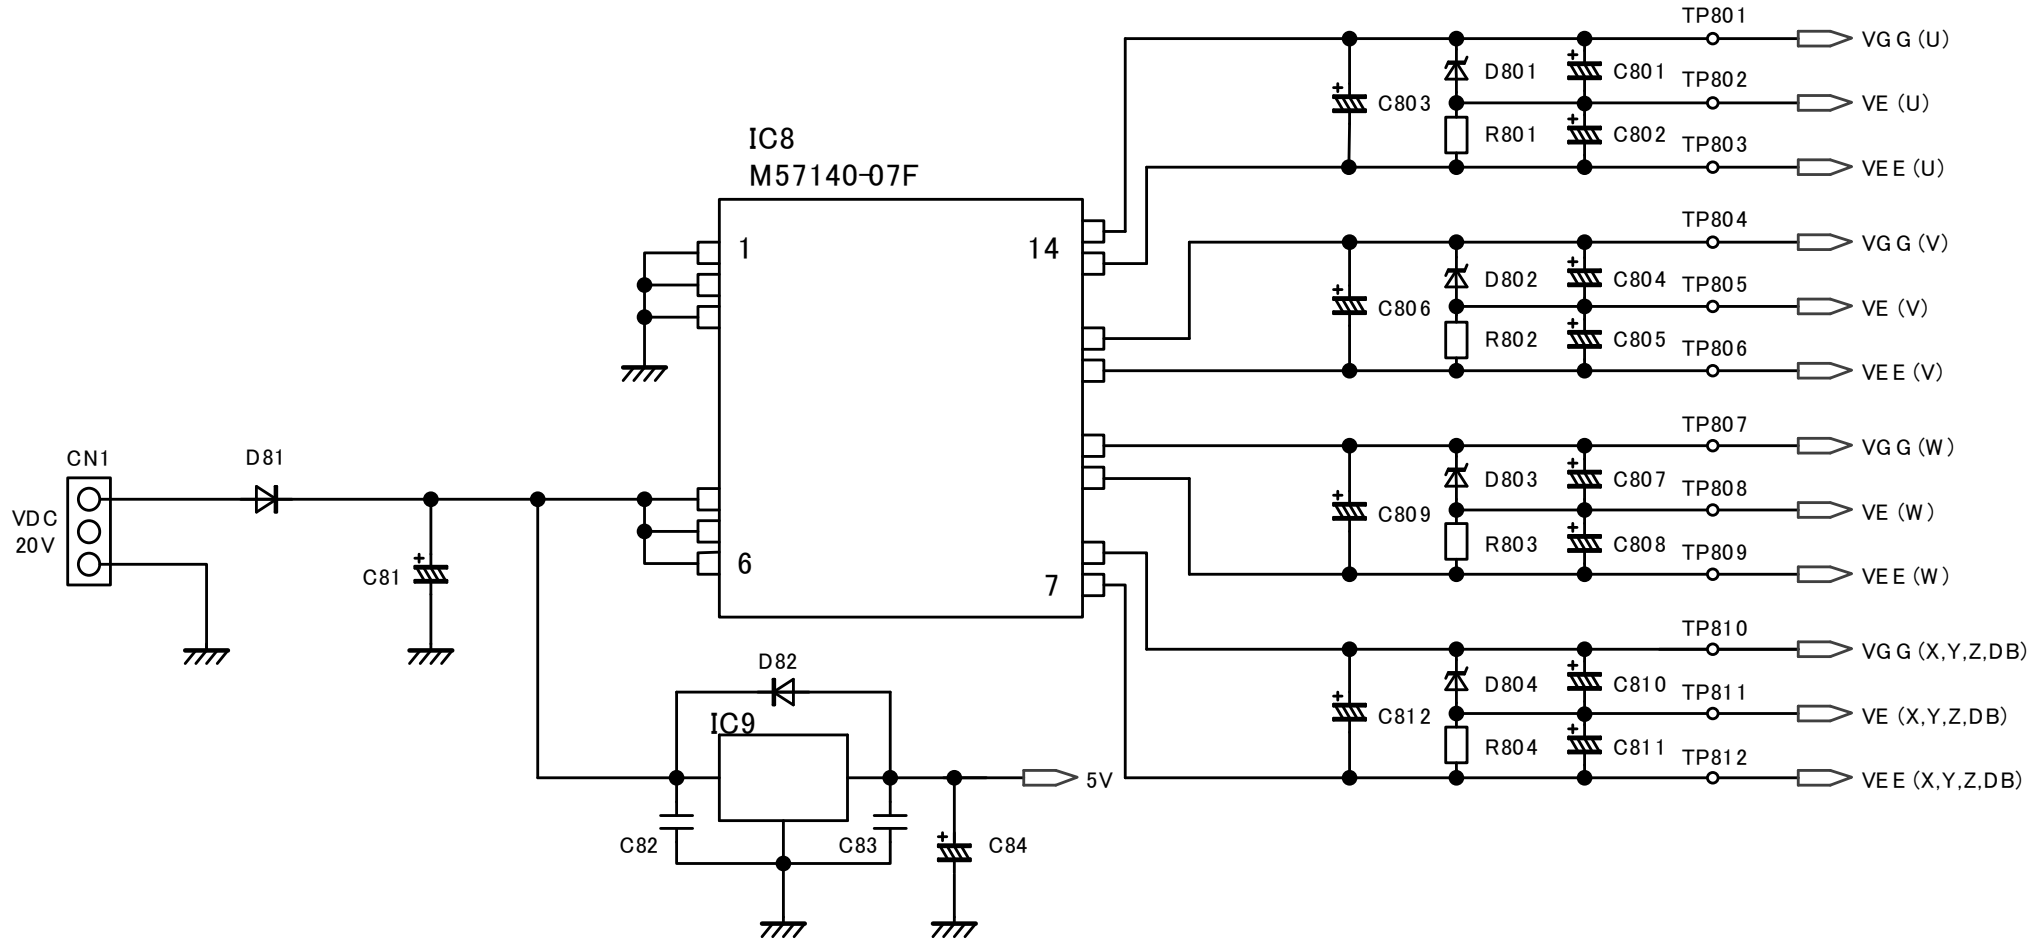 TP801
VGG(U)
D801
C801
TP802
C803
VE(U)
R801
C802
TP803
VEE(U)
IC8
M57140-07F
1
14
TP804
VGG(V)
D802
C804
TP805
C806
VE(V)
R802
C805
TP806
VEE(V)
TP807
VGG(W)
D803
C807
TP808
C809
VE(W)
R803
C808
TP809
VEE(W)
CN1
D81
VDC
20V
C81
6
7
TP810
VGG(X,Y,Z,DB)
D804
C810
TP811
C812
VE(X,Y,Z,DB)
R804
C811
TP812
VEE(X,Y,Z,DB)
D82
IC9
5V
C82
C83
C84
+
+
+
+
+
+
+
+
+
+
+
+
+
+